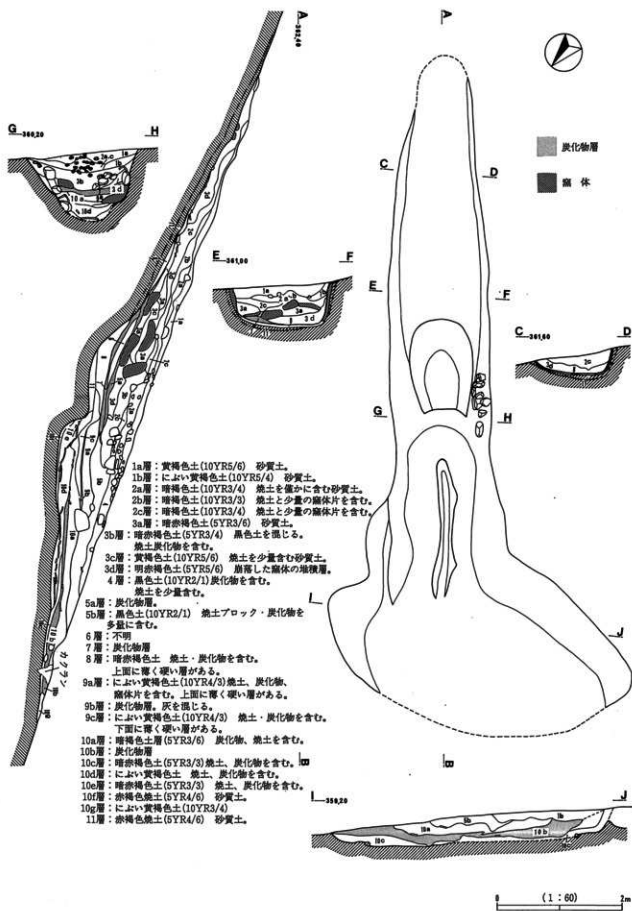 A
362,40
A
G 360,20 H
炭化物層
窯 体
C
D
E 361,00 F
E
F
C 361,60 D
G
H
1a層：黄褐色土(10YR5/6) 砂質土。
1b層：にぶい黄褐色土(10YR5/4) 砂質土。
2a層：暗褐色土(10YR3/4) 焼土を僅かに含む砂質土。
2b層：暗褐色土(10YR3/3) 焼土と少量の窯体片を含む。
2c層：暗褐色土(10YR3/4) 焼土と少量の窯体片を含む。
3a層：暗赤褐色土(5YR3/6) 砂質土。
3b層：暗赤褐色土(5YR3/4) 黒色土を混じる。
焼土炭化物を含む。
3c層：黄褐色土(10YR5/6) 焼土を少量含む砂質土。
3d層：明赤褐色土(5YR5/6) 崩落した窯体の堆積層。
4層：黒色土(10YR2/1)炭化物を含む。
焼土を少量含む。
5a層：炭化物層。
5b層：黒色土(10YR2/1) 焼土ブロック・炭化物を
多量に含む。
6層：不明
7層：炭化物層
8層：暗赤褐色土 焼土・炭化物を含む。
上面に薄く硬い層がある。
9a層：にぶい黄褐色土(10YR4/3)焼土、炭化物、
窯体片を含む。上面に薄く硬い層がある。
9b層：炭化物層。灰を混じる。
9c層：にぶい黄褐色土(10YR4/3) 焼土・炭化物を含む。
下面に薄く硬い層がある。
10a層：暗褐色土層(5YR3/6) 炭化物、焼土を含む。
10b層：炭化物層
10c層：暗赤褐色土(5YR3/3)焼土、炭化物を含む。
10d層：にぶい黄褐色土 焼土、炭化物を含む。
10e層：暗赤褐色土(5YR3/3) 焼土、炭化物を含む。
10f層：赤褐色焼土(5YR4/6) 砂質土。
10g層：にぶい黄褐色土(10YR3/4)
11層：赤褐色焼土(5YR4/6) 砂質土。
カクラン
I
J
B
B
I 359,20 J
0 (1：60) 2m